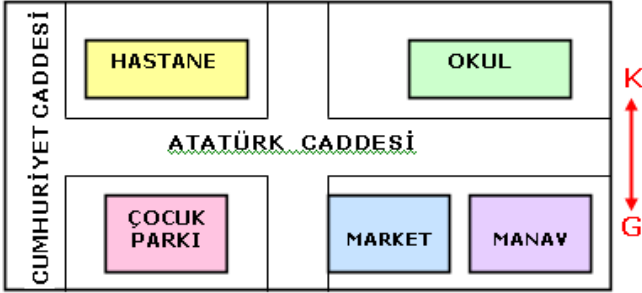 CUMHURİYET CADDESİ
HASTANE
OKUL
K
ATATÜRK CADDESİ
ÇOCUK
PARKI
MARKET
MANAV
G